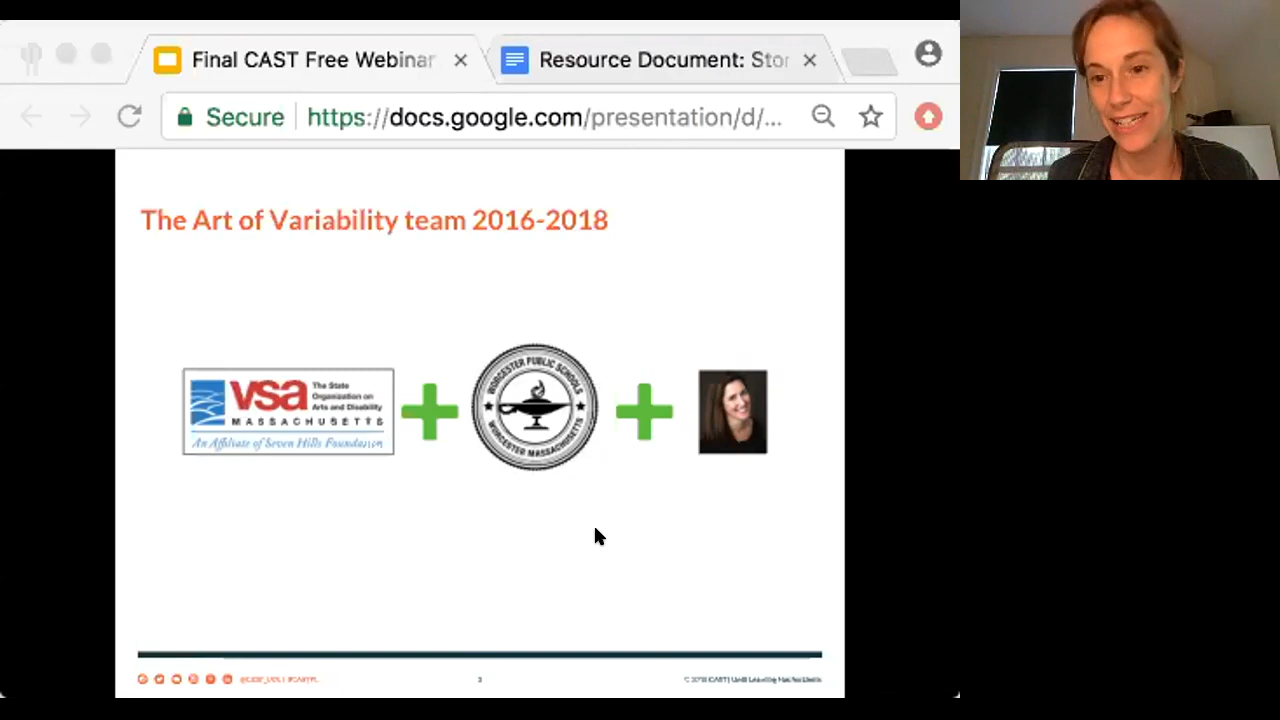 Final CAST Free Webinar
Resource Document: Stor
Secure
https://docs.google.com/presentation/d/...
The Art of Variability team 2016-2018
vsa
The State
Organization on
Arts and Disability
MASSACHUSETTS
An Affiliate of Seven Hills Foundation
WORCESTER PUBLIC SCHOOLS
WORCESTER MASSACHUSETTS